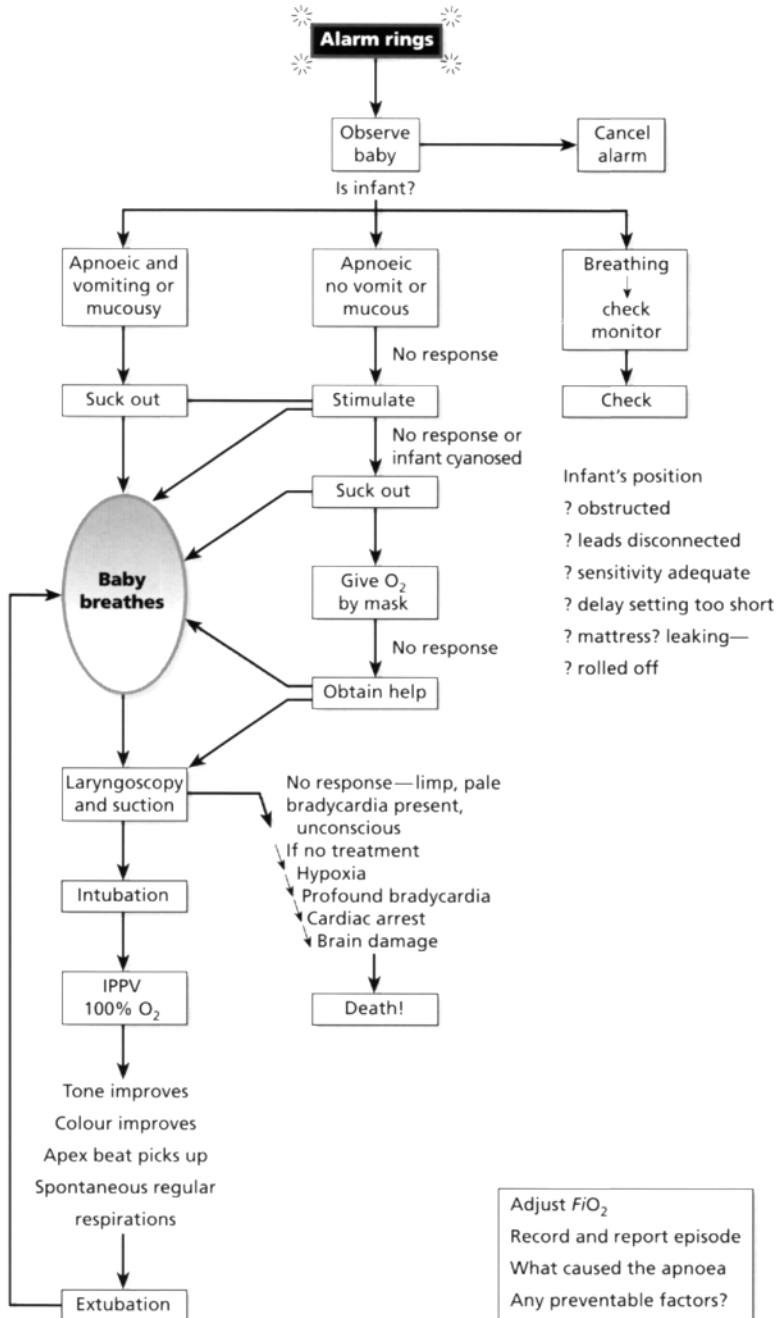 Alarm rings
Observe
baby
Cancel
alarm
Is infant?
Apnoeic and
vomiting or
mucousy
Apnoeic
no vomit or
mucous
Breathing
check
monitor
No response
Suck out
Stimulate
Check
No response or
infant cyanosed
Suck out
Infant's position
? obstructed
? leads disconnected
? sensitivity adequate
? delay setting too short
? mattress? leaking—
? rolled off
Baby
breathes
Give O₂
by mask
No response
Obtain help
Laryngoscopy
and suction
No response—limp, pale
bradycardia present,
unconscious
If no treatment
Hypoxia
Profound bradycardia
Cardiac arrest
Brain damage
Death!
Intubation
IPPV
100% O₂
Tone improves
Colour improves
Apex beat picks up
Spontaneous regular
respirations
Extubation
Adjust FiO₂
Record and report episode
What caused the apnoea
Any preventable factors?